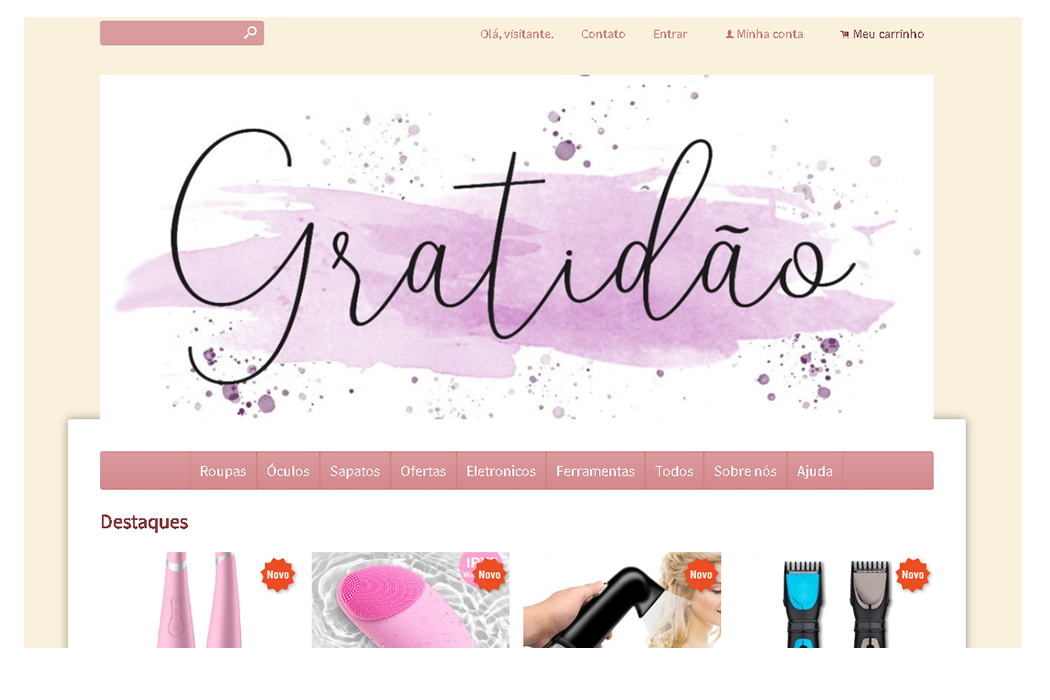 Olá, visitante. Contato Entrar Minha conta Meu carrinho
Gratidão
Roupas Óculos Sapatos Ofertas Eletronicos Ferramentas Todos Sobre nós Ajuda
Destaques
Novo Novo Novo Novo